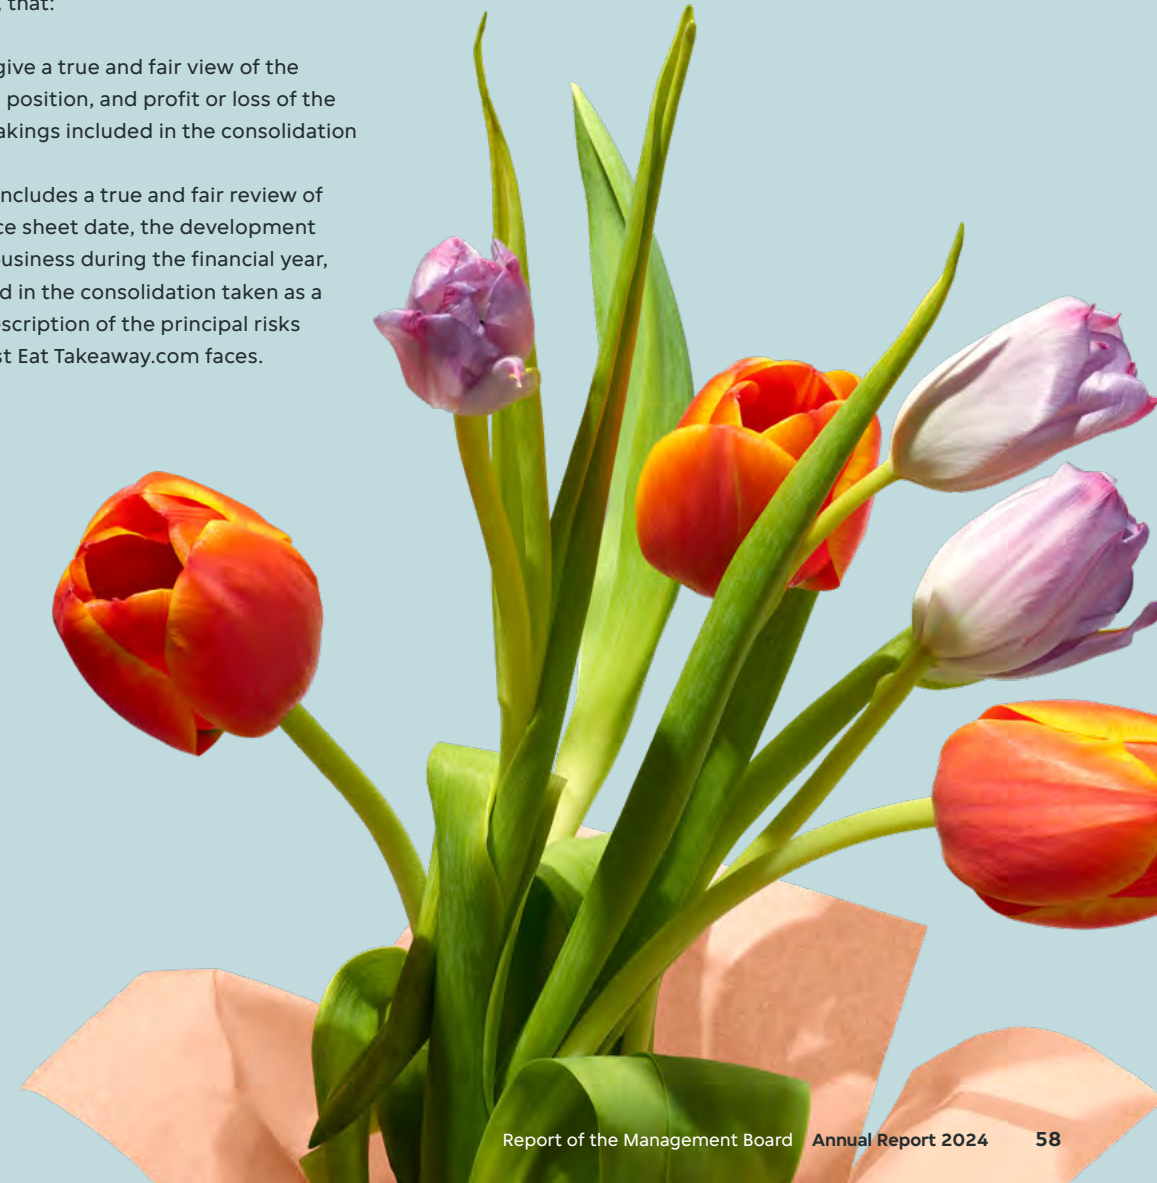 , that:
give a true and fair view of the
position, and profit or loss of the
akings included in the consolidation
ncludes a true and fair review of
ce sheet date, the development
usiness during the financial year,
d in the consolidation taken as a
escription of the principal risks
st Eat Takeaway.com faces.
Report of the Management Board Annual Report 2024 58